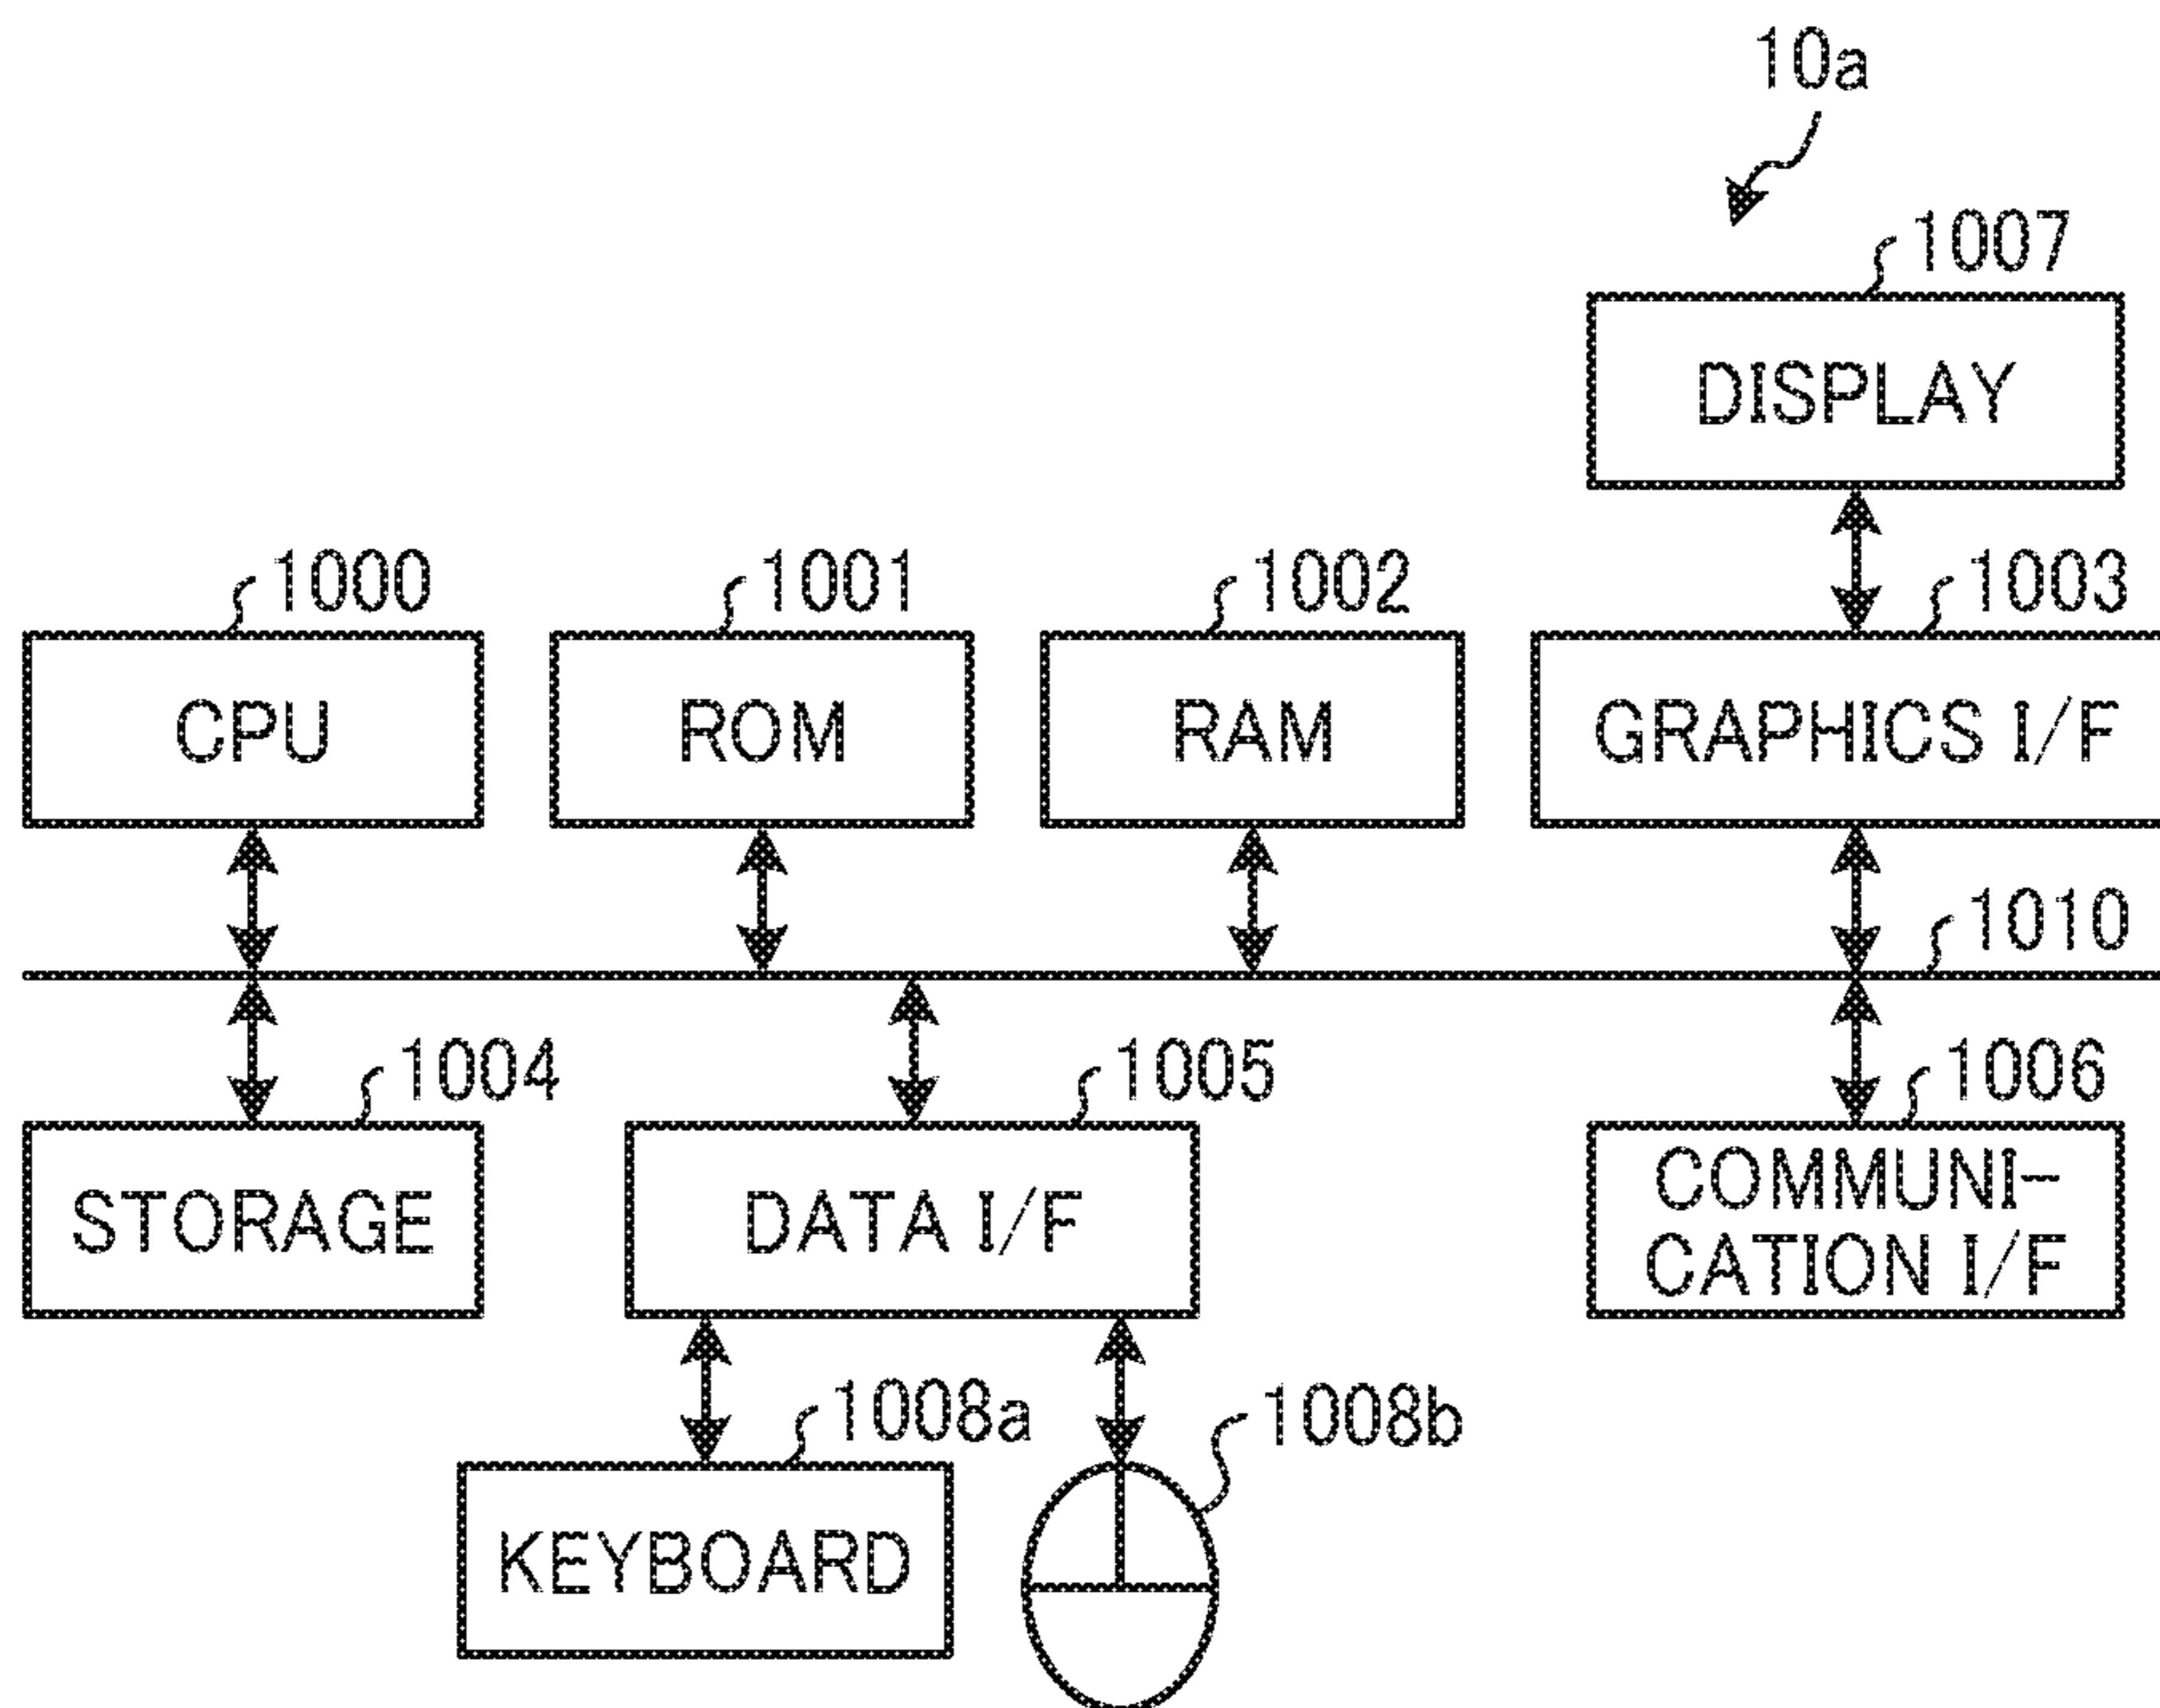 10a
1007
DISPLAY
1000
1001
1002
1003
CPU
ROM
RAM
GRAPHICS I/F
1010
1004
1005
1006
STORAGE
DATA I/F
COMMUNI-
CATION I/F
1008a
1008b
KEYBOARD